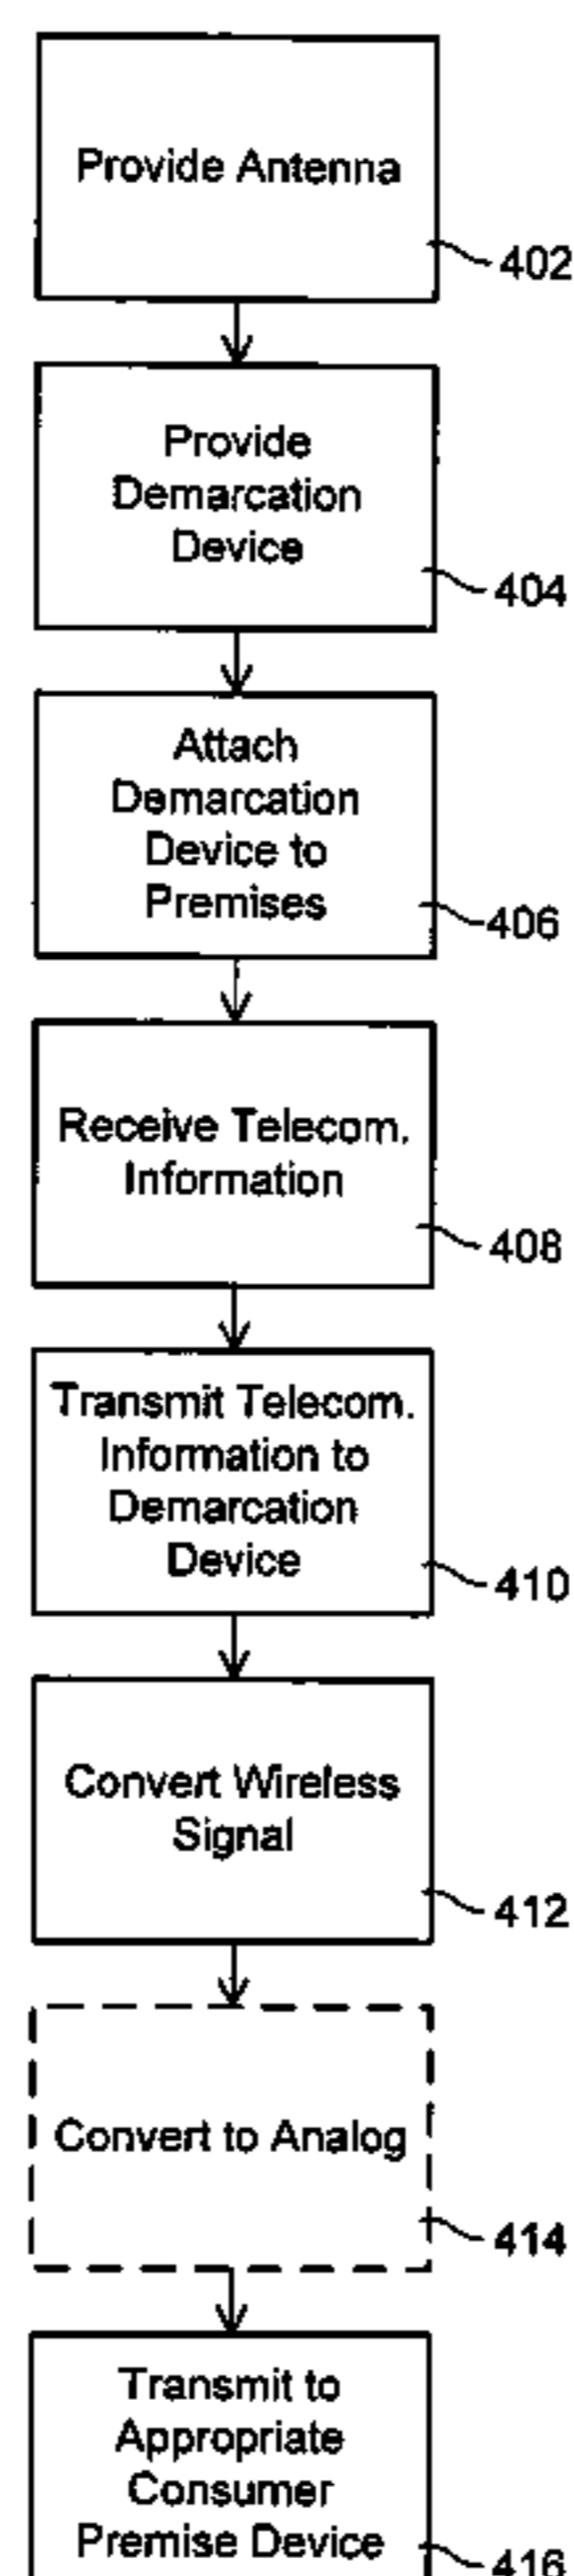 Provide Antenna
402
Provide
Demarcation
Device
404
Attach
Demarcation
Device to
Premises
406
Receive Telecom.
Information
408
Transmit Telecom.
Information to
Demarcation
Device
410
Convert Wireless
Signal
412
Convert to Analog
414
Transmit to
Appropriate
Consumer
Premise Device
416